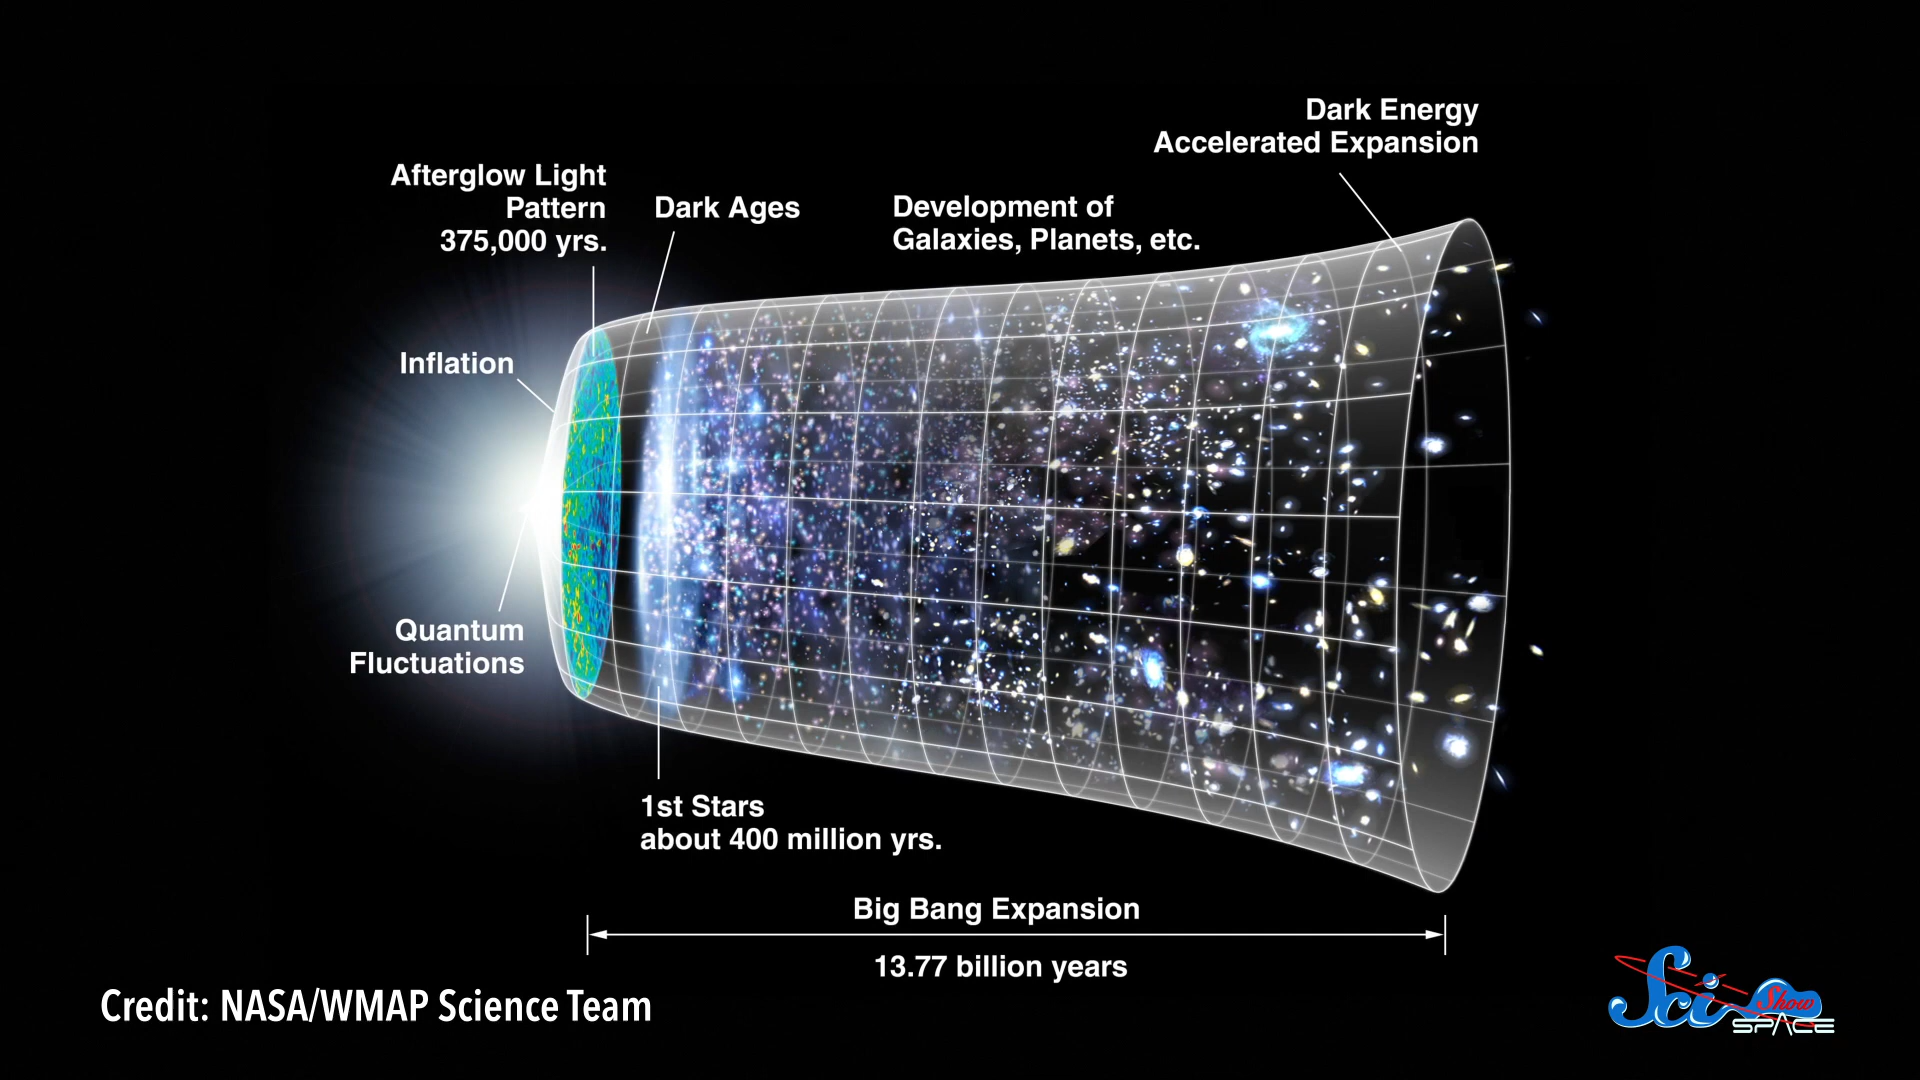 Dark Energy
Accelerated Expansion
Afterglow Light
Pattern
375,000 yrs.
Dark Ages
Development of
Galaxies, Planets, etc.
Inflation
Quantum
Fluctuations
1st Stars
about 400 million yrs.
Big Bang Expansion
13.77 billion years
Credit: NASA/WMAP Science Team
Sci
Show
SPACE